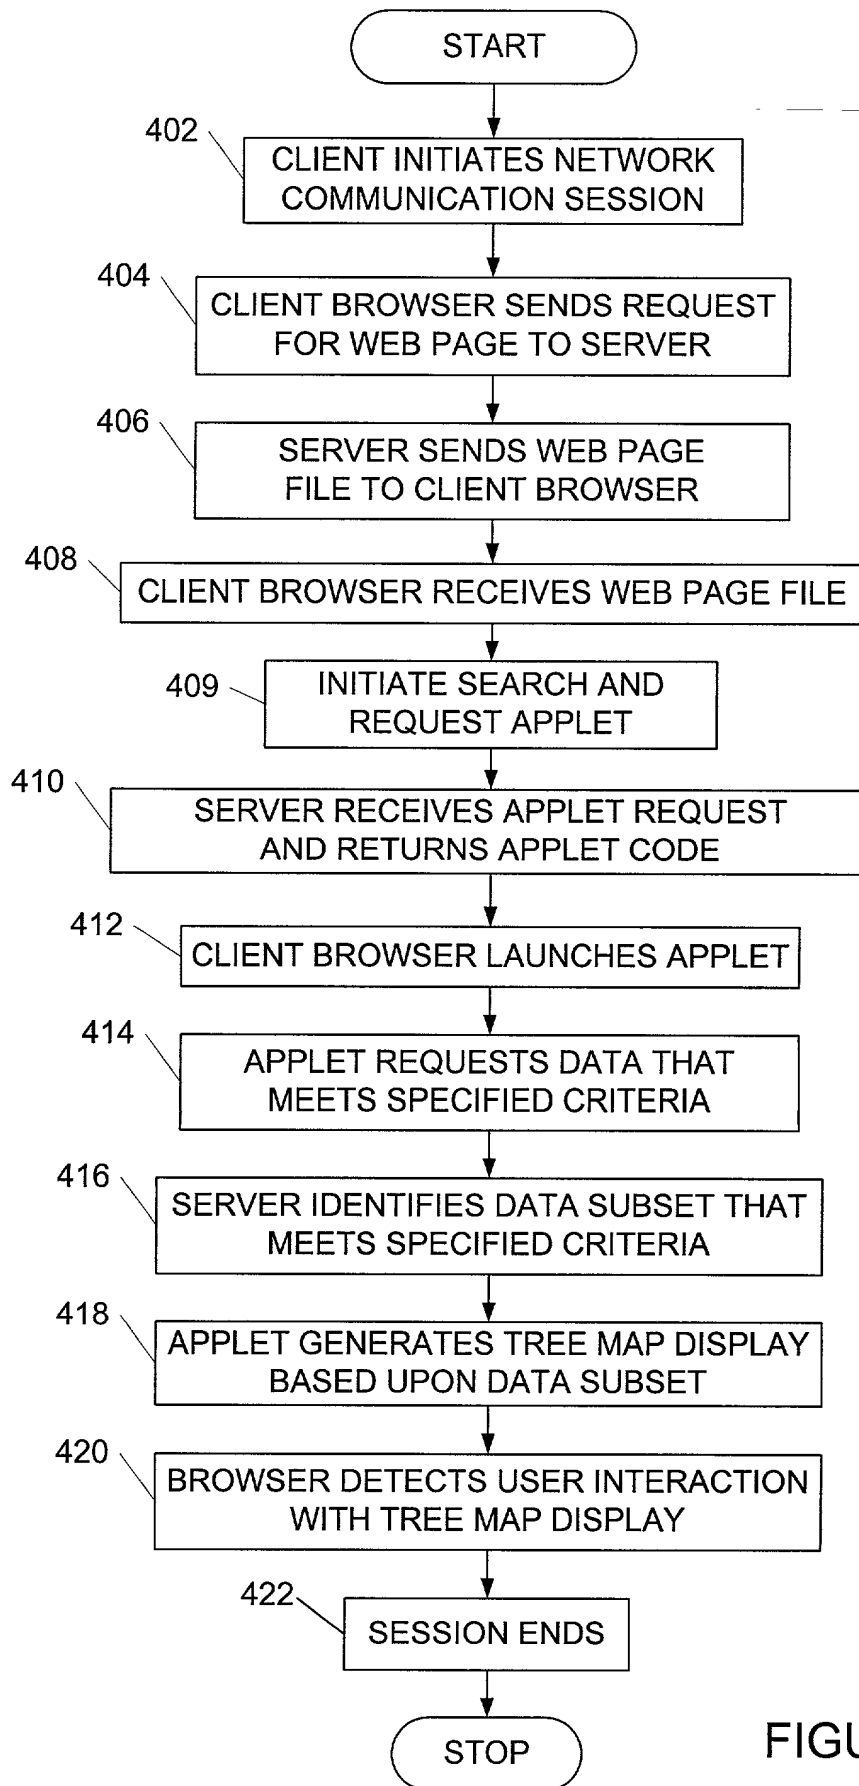 START
402
CLIENT INITIATES NETWORK
COMMUNICATION SESSION
404
CLIENT BROWSER SENDS REQUEST
FOR WEB PAGE TO SERVER
406
SERVER SENDS WEB PAGE
FILE TO CLIENT BROWSER
408
CLIENT BROWSER RECEIVES WEB PAGE FILE
409
INITIATE SEARCH AND
REQUEST APPLET
410
SERVER RECEIVES APPLET REQUEST
AND RETURNS APPLET CODE
412
CLIENT BROWSER LAUNCHES APPLET
414
APPLET REQUESTS DATA THAT
MEETS SPECIFIED CRITERIA
416
SERVER IDENTIFIES DATA SUBSET THAT
MEETS SPECIFIED CRITERIA
418
APPLET GENERATES TREE MAP DISPLAY
BASED UPON DATA SUBSET
420
BROWSER DETECTS USER INTERACTION
WITH TREE MAP DISPLAY
422
SESSION ENDS
STOP
FIGU